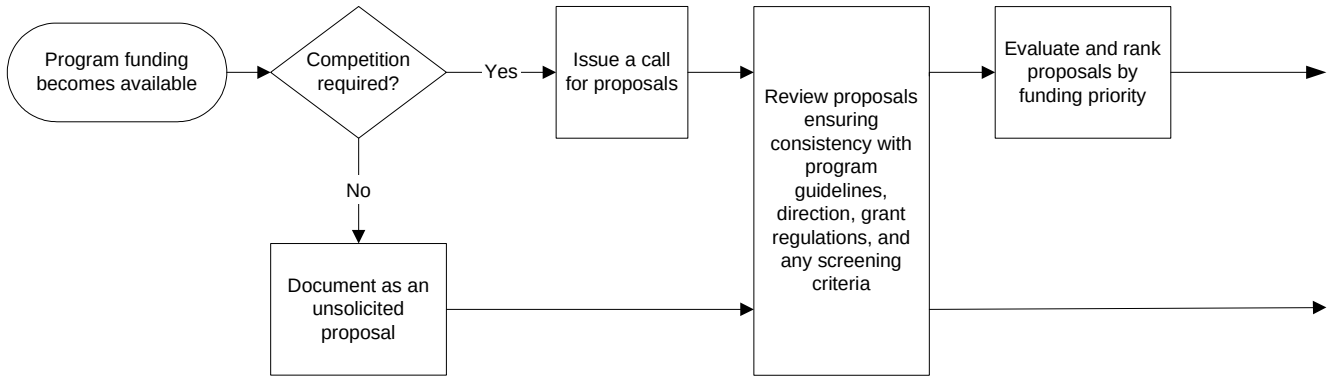 Program funding
becomes available
Competition
required?
Yes
Issue a call
for proposals
No
Document as an
unsolicited
proposal
Review proposals
ensuring
consistency with
program
guidelines,
direction, grant
regulations, and
any screening
criteria
Evaluate and rank
proposals by
funding priority